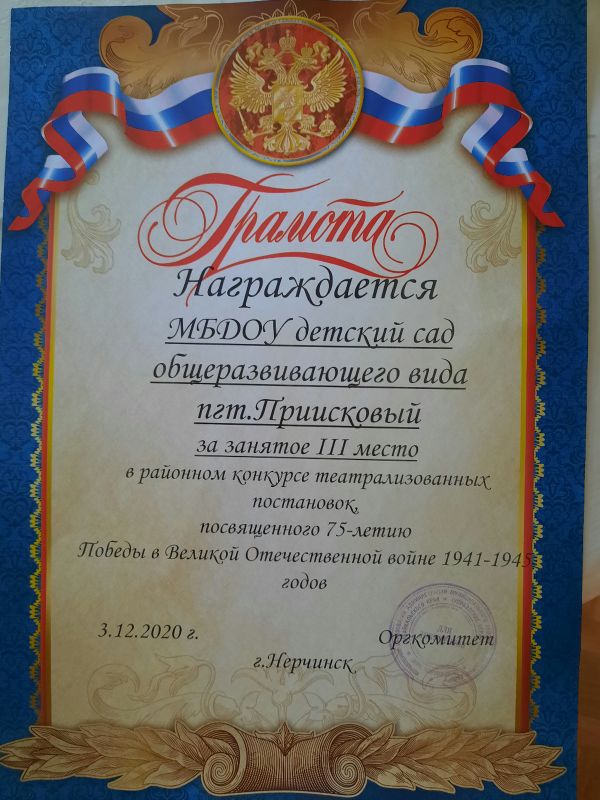 Грамота
Награждается
МБДОУ детский сад
общеразвивающего вида
пгт.Приисковый
за занятое III место
в районном конкурсе театрализованных
постановок,
посвященного 75-летию
Победы в Великой Отечественной войне 1941-1945
годов
3.12.2020 г.
Оргкомитет
г.Нерчинск